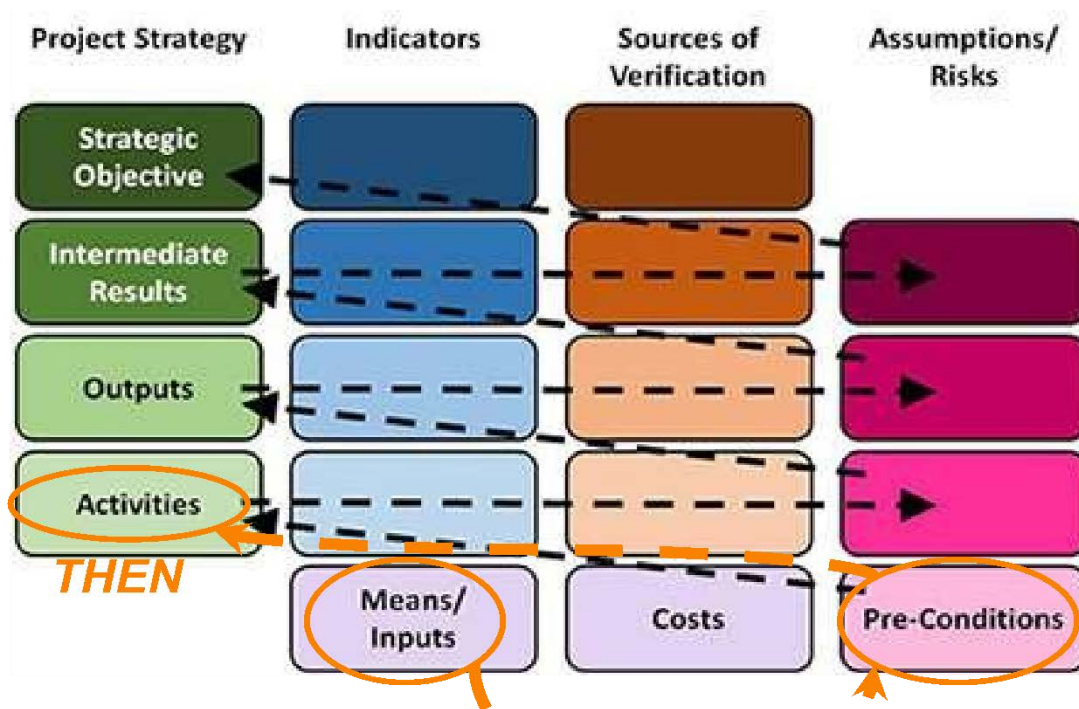 Project Strategy
Indicators
Sources of
Verification
Assumptions/
Risks
Strategic
Objective
Intermediate
Results
Outputs
Activities
THEN
Means/
Inputs
Costs
Pre-Conditions